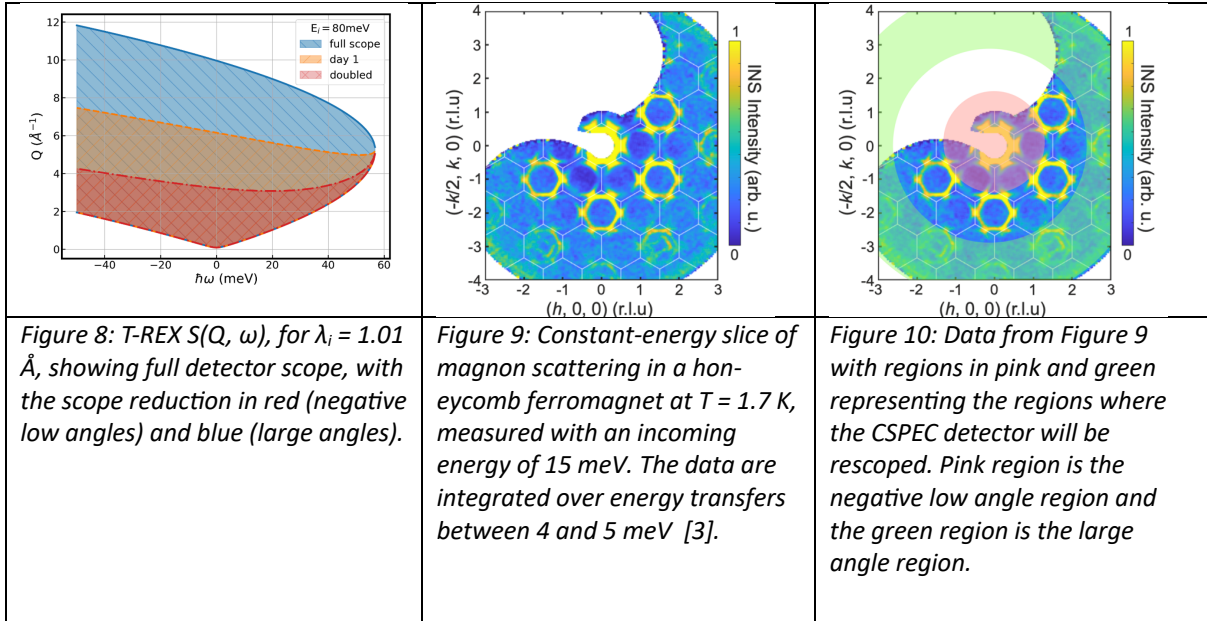 12
10
8
6
4
2
0
Q (Å⁻¹)
−40 −20 0 20 40 60
ħω (meV)
Eᵢ = 80meV
full scope
day 1
doubled
4
3
2
1
0
-1
-2
-3
-4
(-k/2, k, 0) (r.l.u)
-3 -2 -1 0 1 2 3
(h, 0, 0) (r.l.u)
1
0
INS Intensity (arb. u.)
4
3
2
1
0
-1
-2
-3
-4
(-k/2, k, 0) (r.l.u)
-3 -2 -1 0 1 2 3
(h, 0, 0) (r.l.u)
1
0
INS Intensity (arb. u.)
Figure 8: T-REX S(Q, ω), for λᵢ = 1.01
Å, showing full detector scope, with
the scope reduction in red (negative
low angles) and blue (large angles).
Figure 9: Constant-energy slice of
magnon scattering in a hon-
eycomb ferromagnet at T = 1.7 K,
measured with an incoming
energy of 15 meV. The data are
integrated over energy transfers
between 4 and 5 meV [3].
Figure 10: Data from Figure 9
with regions in pink and green
representing the regions where
the CSPEC detector will be
rescoped. Pink region is the
negative low angle region and
the green region is the large
angle region.